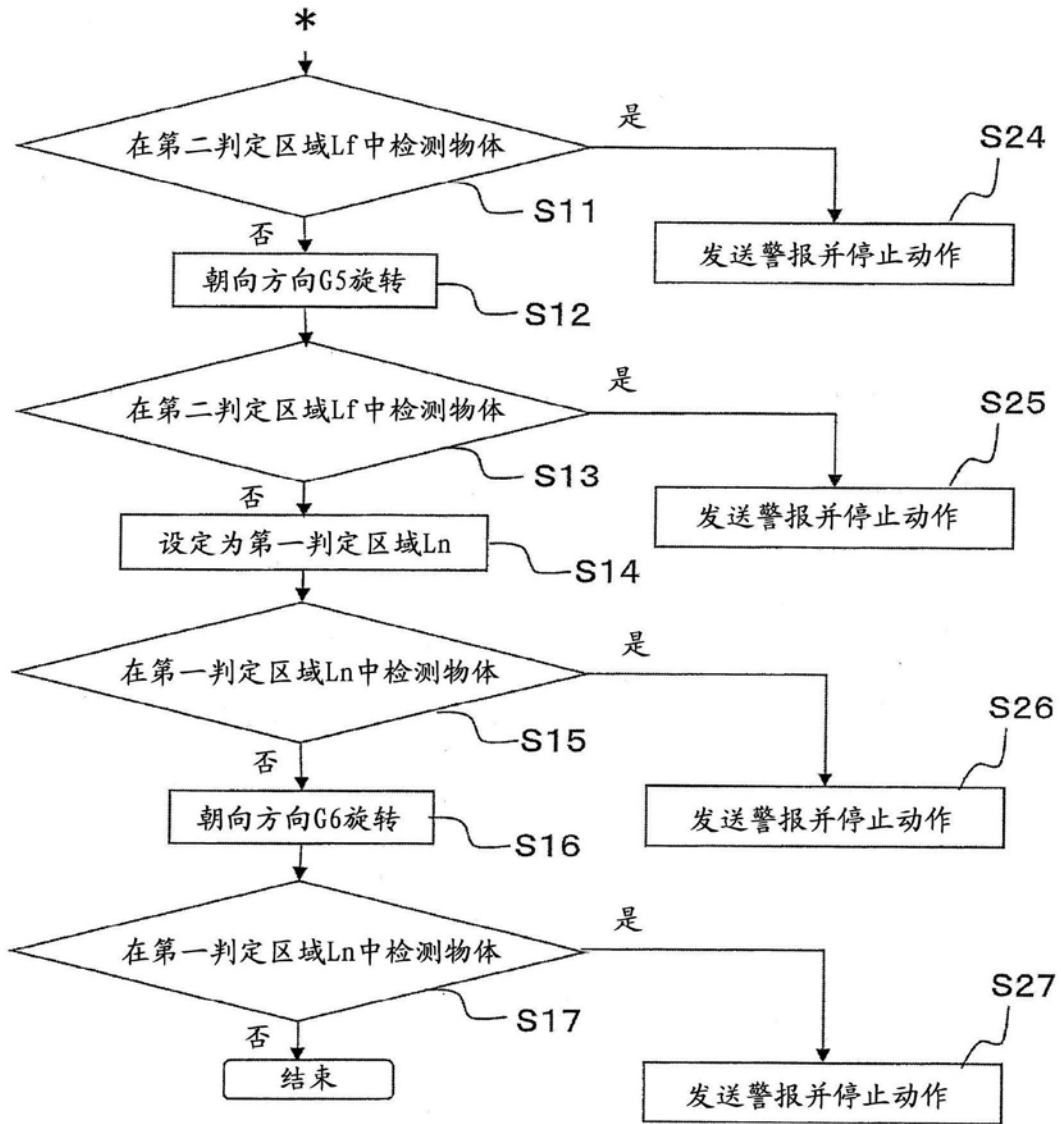 *
在第二判定区域Lf中检测物体
是
S24
S11
发送警报并停止动作
否
朝向方向G5旋转
S12
在第二判定区域Lf中检测物体
是
S25
S13
发送警报并停止动作
否
设定为第一判定区域Ln
S14
在第一判定区域Ln中检测物体
是
S26
S15
发送警报并停止动作
否
朝向方向G6旋转
S16
在第一判定区域Ln中检测物体
是
S27
S17
发送警报并停止动作
否
结束